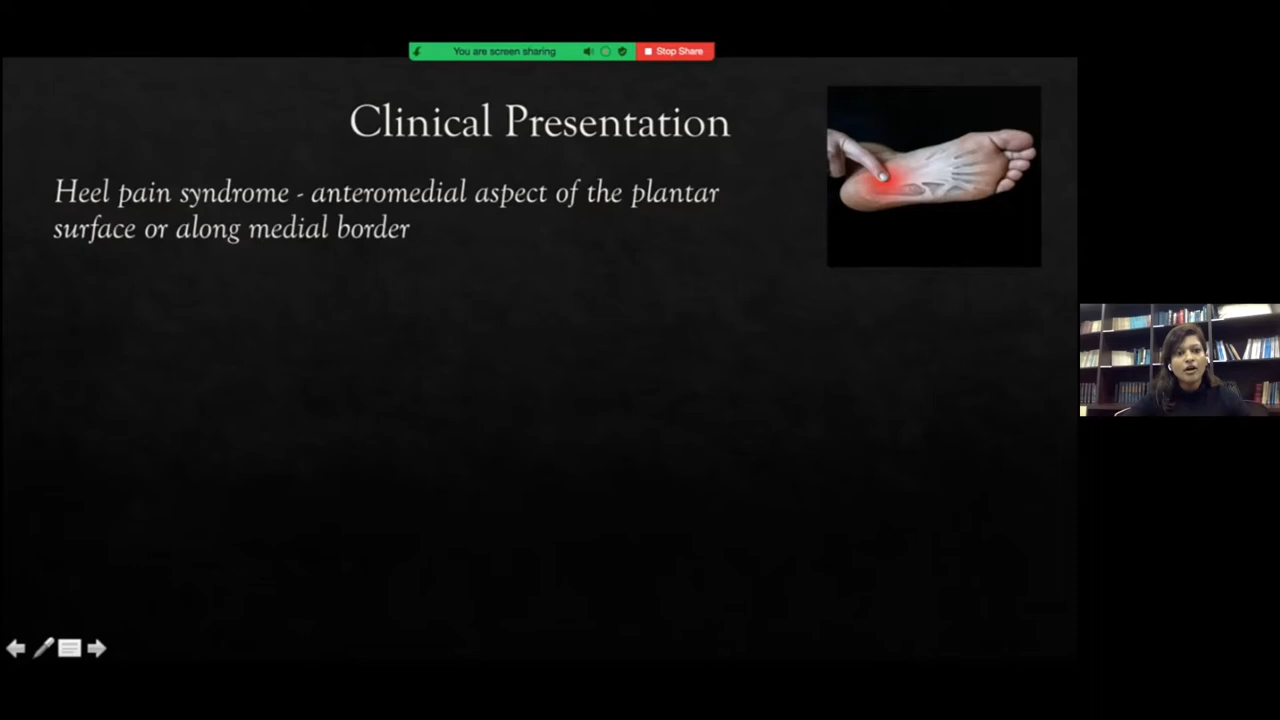 You are screen sharing
Stop Share
Clinical Presentation
Heel pain syndrome - anteromedial aspect of the plantar
surface or along medial border